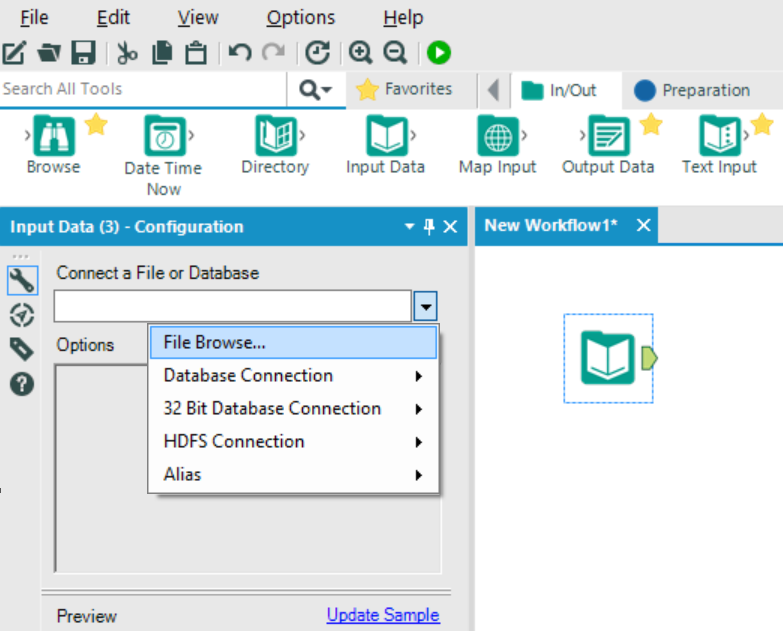 File Edit View Options Help
Search All Tools Favorites In/Out Preparation
Browse Date Time Directory Input Data Map Input Output Data Text Input
Now
Input Data (3) - Configuration New Workflow1*
Connect a File or Database
Options File Browse...
Database Connection
32 Bit Database Connection
HDFS Connection
Alias
Preview Update Sample